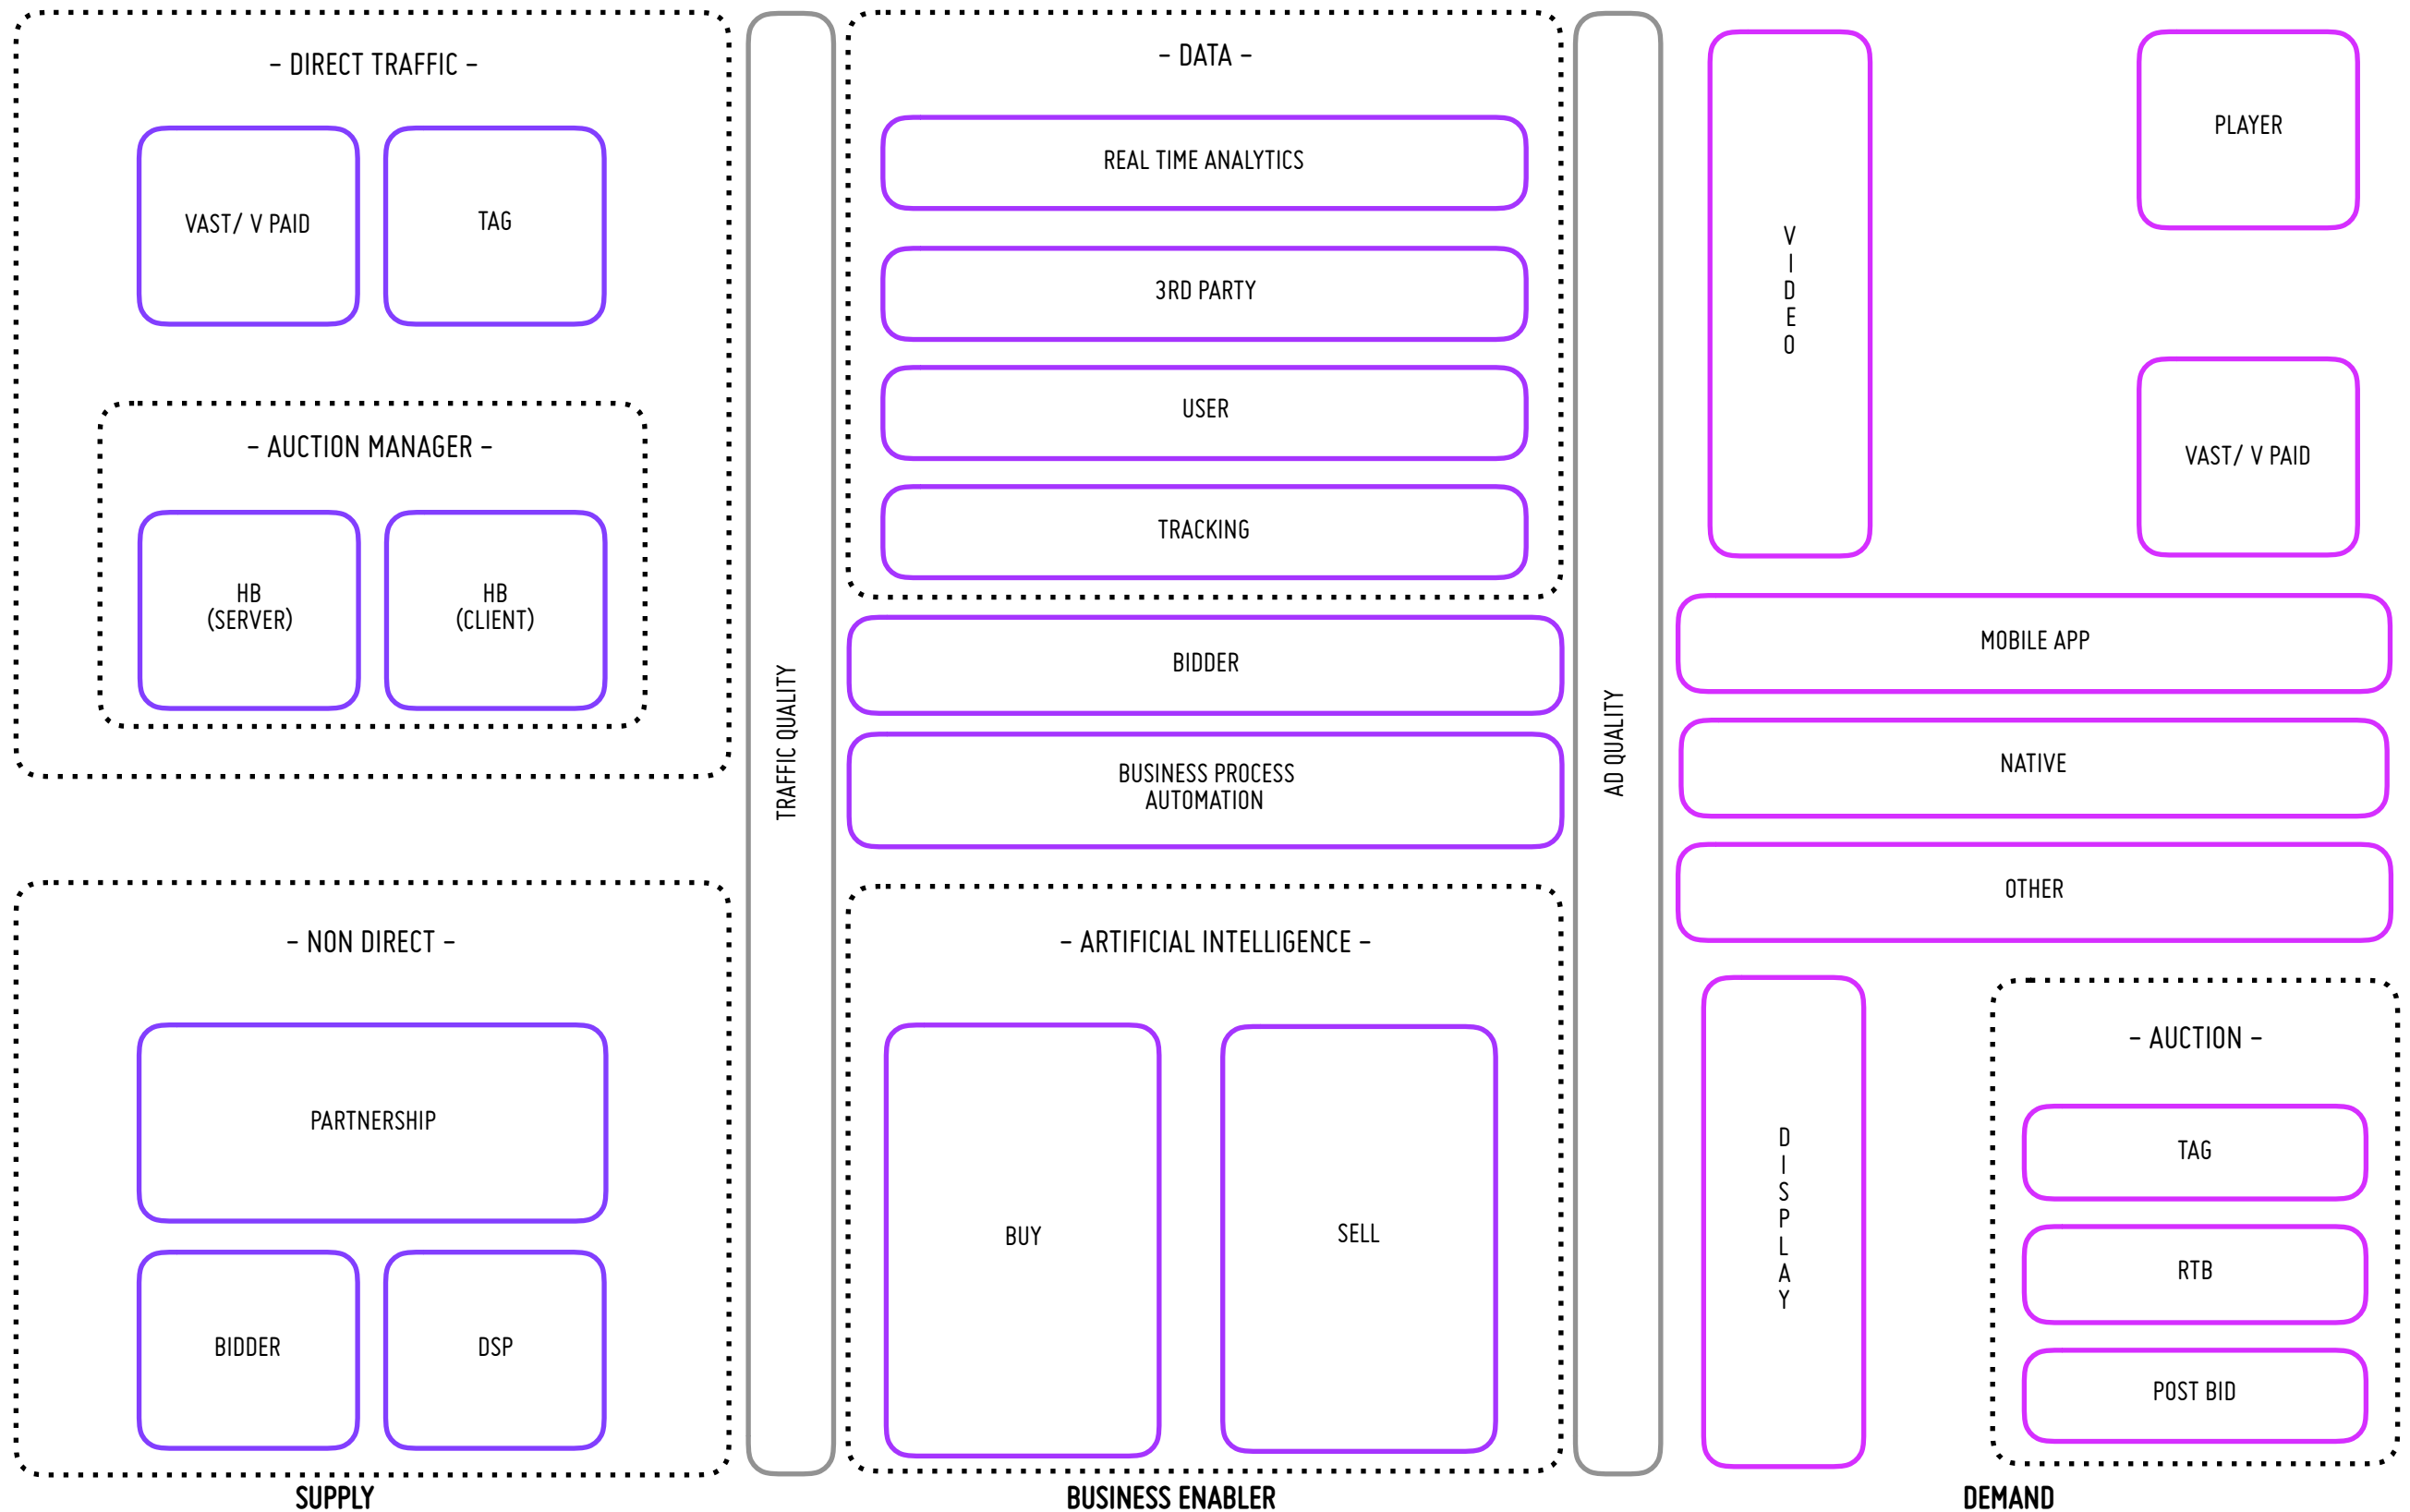 - DIRECT TRAFFIC -
VAST/ V PAID
TAG
- AUCTION MANAGER -
HB
(SERVER)
HB
(CLIENT)
- NON DIRECT -
PARTNERSHIP
BIDDER
DSP
SUPPLY
TRAFFIC QUALITY
- DATA -
REAL TIME ANALYTICS
3RD PARTY
USER
TRACKING
BIDDER
BUSINESS PROCESS
AUTOMATION
- ARTIFICIAL INTELLIGENCE -
BUY
SELL
BUSINESS ENABLER
AD QUALITY
VIDEO
PLAYER
VAST/ V PAID
MOBILE APP
NATIVE
OTHER
DISPLAY
- AUCTION -
TAG
RTB
POST BID
DEMAND